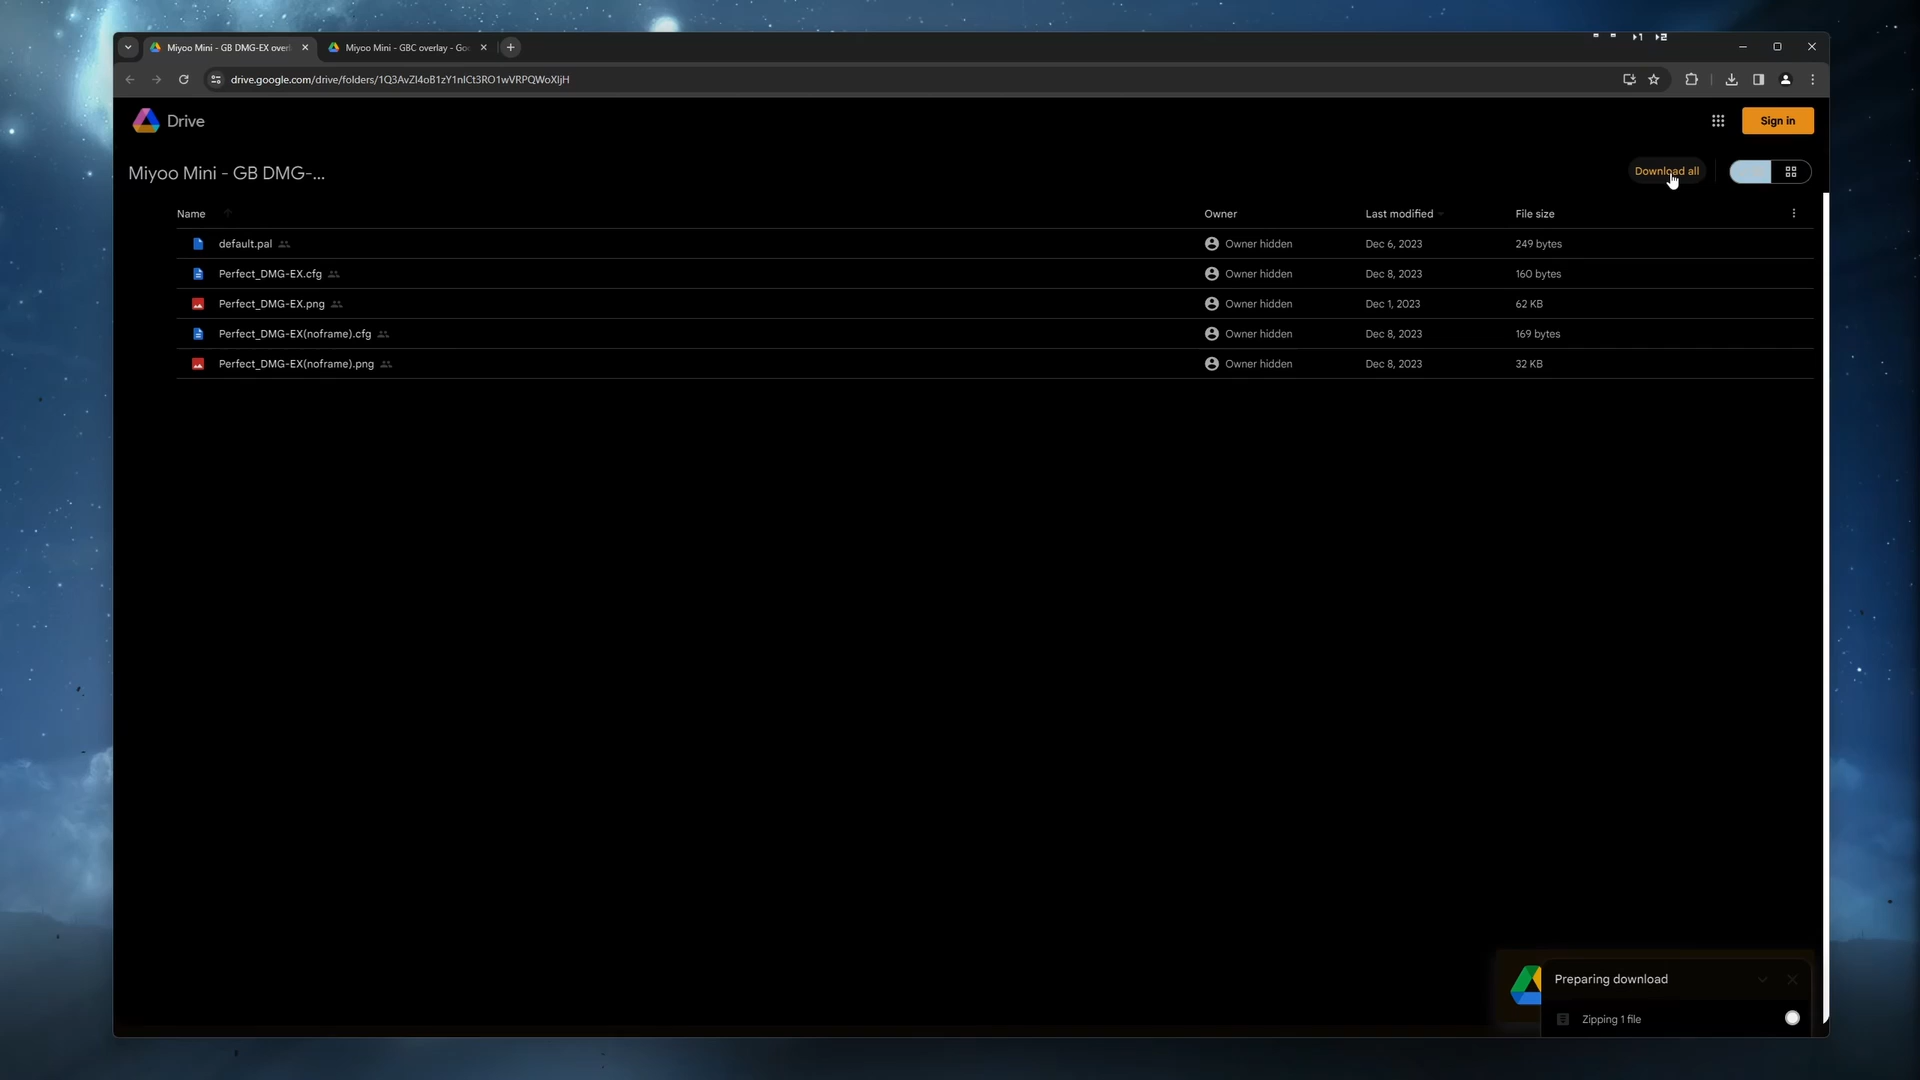 Miyoo Mini - GB DMG-EX over
Miyoo Mini - GBC overlay - Goo
drive.google.com/drive/folders/1Q3AvZl4oB1zY1nlCt3RO1wVRPQWoXljH
Drive
Sign in
Miyoo Mini - GB DMG-...
Download all
Name Owner Last modified File size
default.pal Owner hidden Dec 6, 2023 249 bytes
Perfect_DMG-EX.cfg Owner hidden Dec 8, 2023 160 bytes
Perfect_DMG-EX.png Owner hidden Dec 1, 2023 62 KB
Perfect_DMG-EX(noframe).cfg Owner hidden Dec 8, 2023 169 bytes
Perfect_DMG-EX(noframe).png Owner hidden Dec 8, 2023 32 KB
Preparing download
Zipping 1 file